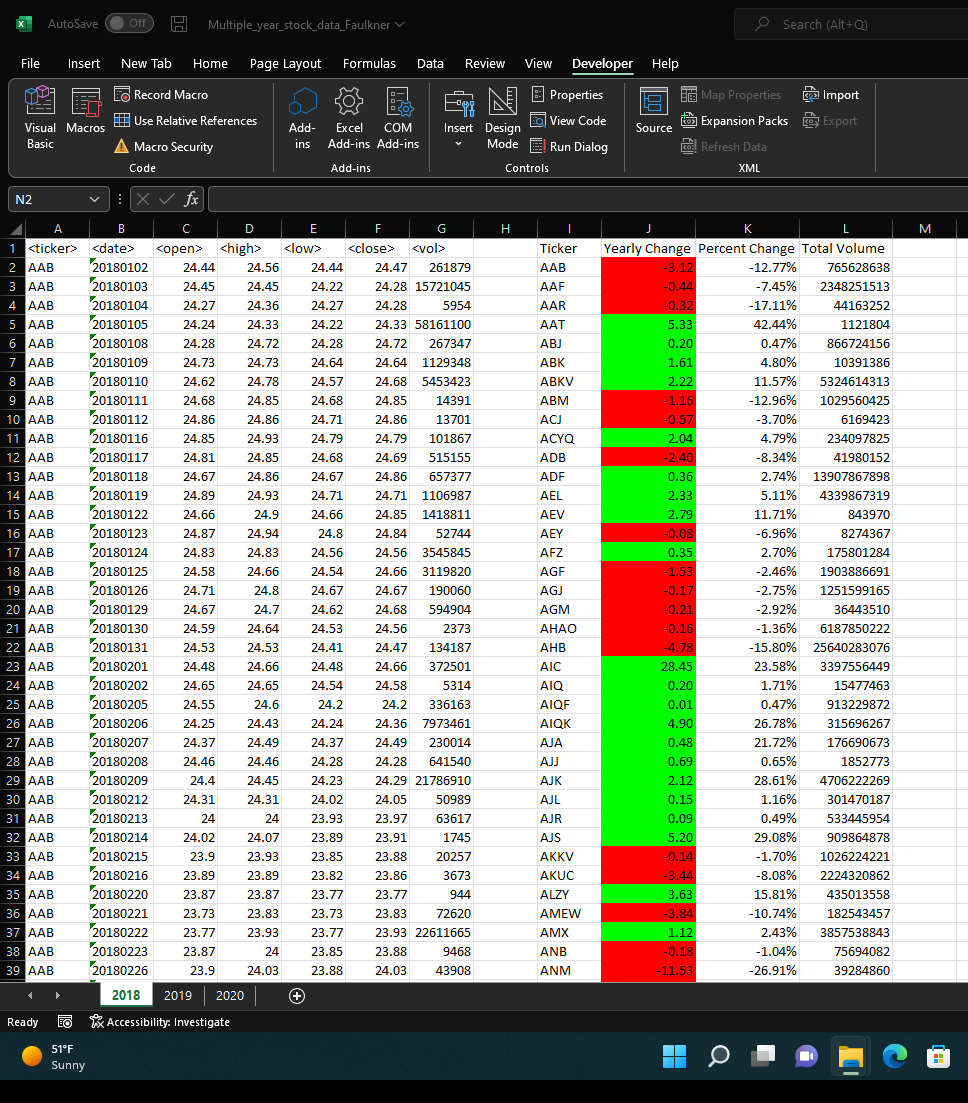 AutoSave Off Multiple_year_stock_data_Faulkner Search (Alt+Q)
File Insert New Tab Home Page Layout Formulas Data Review View Developer Help
Visual Basic Macros Record Macro Use Relative References Macro Security
Add-ins Excel Add-ins COM Add-ins
Insert Design Mode Properties View Code Run Dialog
Source Map Properties Expansion Packs Refresh Data Import Export
Code Add-ins Controls XML
N2 fx
A B C D E F G H I J K L M
1 <ticker> <date> <open> <high> <low> <close> <vol> Ticker Yearly Change Percent Change Total Volume
2 AAB 20180102 24.44 24.56 24.44 24.47 261879 AAB -3.12 -12.77% 765628638
3 AAB 20180103 24.45 24.45 24.22 24.28 15721045 AAF -0.44 -7.45% 2348251513
4 AAB 20180104 24.27 24.36 24.27 24.28 5954 AAR -0.32 -17.11% 44163252
5 AAB 20180105 24.24 24.33 24.22 24.33 58161100 AAT 5.33 42.44% 1121804
6 AAB 20180108 24.28 24.72 24.28 24.72 267347 ABJ 0.20 0.47% 866724156
7 AAB 20180109 24.73 24.73 24.64 24.64 1129348 ABK 1.61 4.80% 10391386
8 AAB 20180110 24.62 24.78 24.57 24.68 5453423 ABKV 2.22 11.57% 5324614313
9 AAB 20180111 24.68 24.85 24.68 24.85 14391 ABM -1.16 -12.96% 1029560425
10 AAB 20180112 24.86 24.86 24.71 24.86 13701 ACJ -0.57 -3.70% 6169423
11 AAB 20180116 24.85 24.93 24.79 24.79 101867 ACYQ 2.04 4.79% 234097825
12 AAB 20180117 24.81 24.85 24.68 24.69 515155 ADB -2.40 -8.34% 41980152
13 AAB 20180118 24.67 24.86 24.67 24.86 657377 ADF 0.36 2.74% 13907867898
14 AAB 20180119 24.89 24.93 24.71 24.71 1106987 AEL 2.33 5.11% 4339867319
15 AAB 20180122 24.66 24.9 24.66 24.85 1418811 AEV 2.79 11.71% 843970
16 AAB 20180123 24.87 24.94 24.8 24.84 52744 AEY -0.08 -6.96% 8274367
17 AAB 20180124 24.83 24.83 24.56 24.56 3545845 AFZ 0.35 2.70% 175801284
18 AAB 20180125 24.58 24.66 24.54 24.66 3119820 AGF -1.53 -2.46% 1903886691
19 AAB 20180126 24.71 24.8 24.67 24.67 190060 AGJ -0.17 -2.75% 1251599165
20 AAB 20180129 24.67 24.7 24.62 24.68 594904 AGM -0.21 -2.92% 36443510
21 AAB 20180130 24.59 24.64 24.53 24.56 2373 AHAO -0.16 -1.36% 6187850222
22 AAB 20180131 24.53 24.53 24.41 24.47 134187 AHB -4.78 -15.80% 25640283076
23 AAB 20180201 24.48 24.66 24.48 24.66 372501 AIC 28.45 23.58% 3397556449
24 AAB 20180202 24.65 24.65 24.54 24.58 5314 AIQ 0.20 1.71% 15477463
25 AAB 20180205 24.55 24.6 24.2 24.2 336163 AIQF 0.01 0.47% 913229872
26 AAB 20180206 24.25 24.43 24.24 24.36 7973461 AIQK 4.90 26.78% 315696267
27 AAB 20180207 24.37 24.49 24.37 24.49 230014 AJA 0.48 21.72% 176690673
28 AAB 20180208 24.46 24.46 24.28 24.28 641540 AJJ 0.69 0.65% 1852773
29 AAB 20180209 24.4 24.45 24.23 24.29 21786910 AJK 2.12 28.61% 4706222269
30 AAB 20180212 24.31 24.31 24.02 24.05 50989 AJL 0.15 1.16% 301470187
31 AAB 20180213 24 24 23.93 23.97 63617 AJR 0.09 0.49% 533445954
32 AAB 20180214 24.02 24.07 23.89 23.91 1745 AJS 5.20 29.08% 909864878
33 AAB 20180215 23.9 23.93 23.85 23.88 20257 AKKV -0.14 -1.70% 1026224221
34 AAB 20180216 23.89 23.89 23.82 23.86 3673 AKUC -3.44 -8.08% 2224320862
35 AAB 20180220 23.87 23.87 23.77 23.77 944 ALZY 3.63 15.81% 435013558
36 AAB 20180221 23.73 23.83 23.73 23.83 72620 AMEW -3.84 -10.74% 182543457
37 AAB 20180222 23.77 23.93 23.77 23.93 22611665 AMX 1.12 2.43% 3857538843
38 AAB 20180223 23.87 24 23.85 23.88 9468 ANB -0.18 -1.04% 75694082
39 AAB 20180226 23.9 24.03 23.88 24.03 43908 ANM -11.53 -26.91% 39284860
2018 2019 2020
Ready Accessibility: Investigate
51°F
Sunny